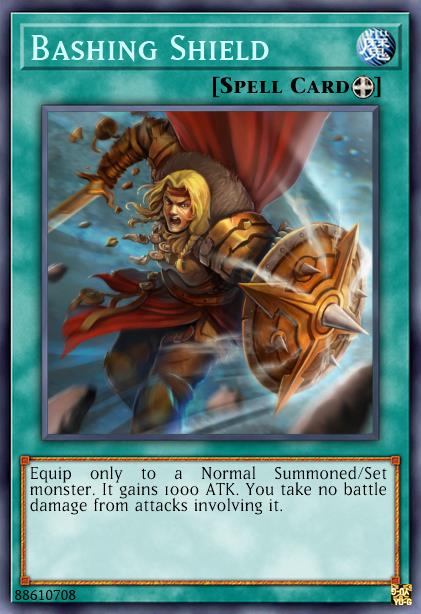 Bashing Shield
魔
[Spell Card]
Equip only to a Normal Summoned/Set
monster. It gains 1000 ATK. You take no battle
damage from attacks involving it.
88610708